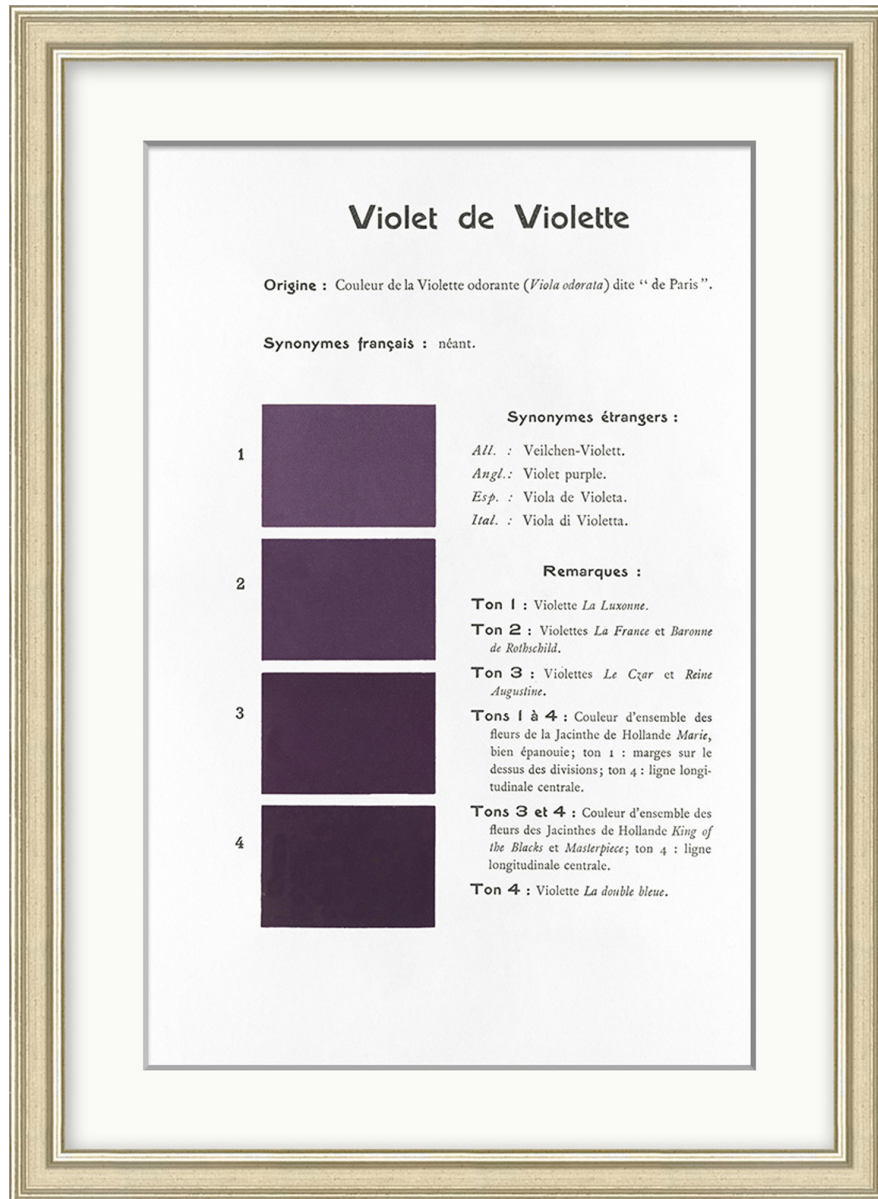 Violet de Violette
Origine : Couleur de la Violette odorante (Viola odorata) dite “ de Paris ”.
Synonymes français : néant.
1
2
3
4
Synonymes étrangers :
All. : Veilchen-Violett.
Angl. : Violet purple.
Esp. : Viola de Violeta.
Ital. : Viola di Violetta.
Remarques :
Ton 1 : Violette La Luxonne.
Ton 2 : Violettes La France et Baronne
de Rothschild.
Ton 3 : Violettes Le Czar et Reine
Augustine.
Tons 1 à 4 : Couleur d'ensemble des
fleurs de la Jacinthe de Hollande Marie,
bien épanouie; ton 1 : marges sur le
dessus des divisions; ton 4 : ligne longi-
tudinale centrale.
Tons 3 et 4 : Couleur d'ensemble des
fleurs des Jacinthes de Hollande King of
the Blacks et Masterpiece; ton 4 : ligne
longitudinale centrale.
Ton 4 : Violette La double bleue.